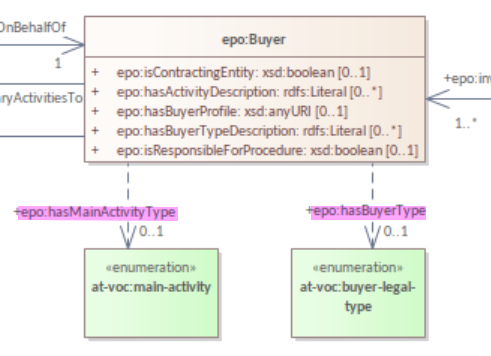 OnBehalfOf
1
epo:Buyer
+ epo:isContractingEntity: xsd:boolean [0..1]
+ epo:hasActivityDescription: rdfs:Literal [0..*]
+ epo:hasBuyerProfile: xsd:anyURI [0..1]
+ epo:hasBuyerTypeDescription: rdfs:Literal [0..*]
+ epo:isResponsibleForProcedure: xsd:boolean [0..1]
aryActivitiesTo
+epo:in
1..*
+epo:hasMainActivityType
0..1
+epo:hasBuyerType
0..1
«enumeration»
at-voc:main-activity
«enumeration»
at-voc:buyer-legal-
type